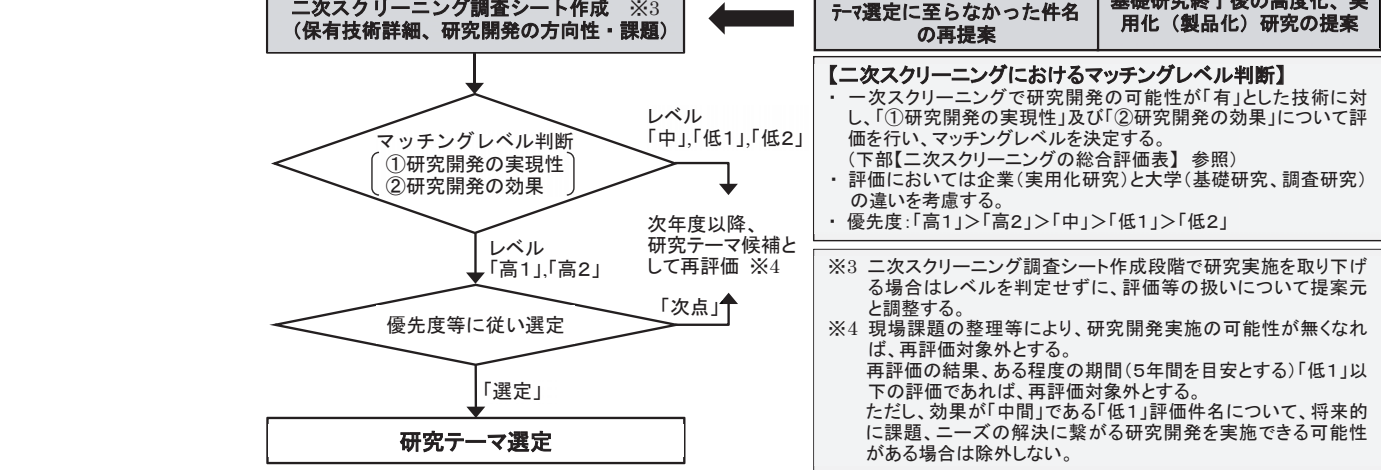 二次スクリーニング調査シート作成　※3
（保有技術詳細、研究開発の方向性・課題）
テーマ選定に至らなかった件名
の再提案
基礎研究終了後の高度化、実
用化（製品化）研究の提案
マッチングレベル判断
①研究開発の実現性
②研究開発の効果
レベル
「中」,「低1」,「低2」
次年度以降、
研究テーマ候補と
して再評価 ※4
レベル
「高1」,「高2」
優先度等に従い選定
「次点」
「選定」
研究テーマ選定
【二次スクリーニングにおけるマッチングレベル判断】
・ 一次スクリーニングで研究開発の可能性が「有」とした技術に対
し、「①研究開発の実現性」及び「②研究開発の効果」について評
価を行い、マッチングレベルを決定する。
（下部【二次スクリーニングの総合評価表】 参照）
・ 評価においては企業（実用化研究）と大学（基礎研究、調査研究）
の違いを考慮する。
・ 優先度：「高1」＞「高2」＞「中」＞「低1」＞「低2」
※3 二次スクリーニング調査シート作成段階で研究実施を取り下げ
る場合はレベルを判定せずに、評価等の扱いについて提案元
と調整する。
※4 現場課題の整理等により、研究開発実施の可能性が無くなれ
ば、再評価対象外とする。
再評価の結果、ある程度の期間（5年間を目安とする）「低1」以
下の評価であれば、再評価対象外とする。
ただし、効果が「中間」である「低1」評価件名について、将来的
に課題、ニーズの解決に繋がる研究開発を実施できる可能性
がある場合は除外しない。